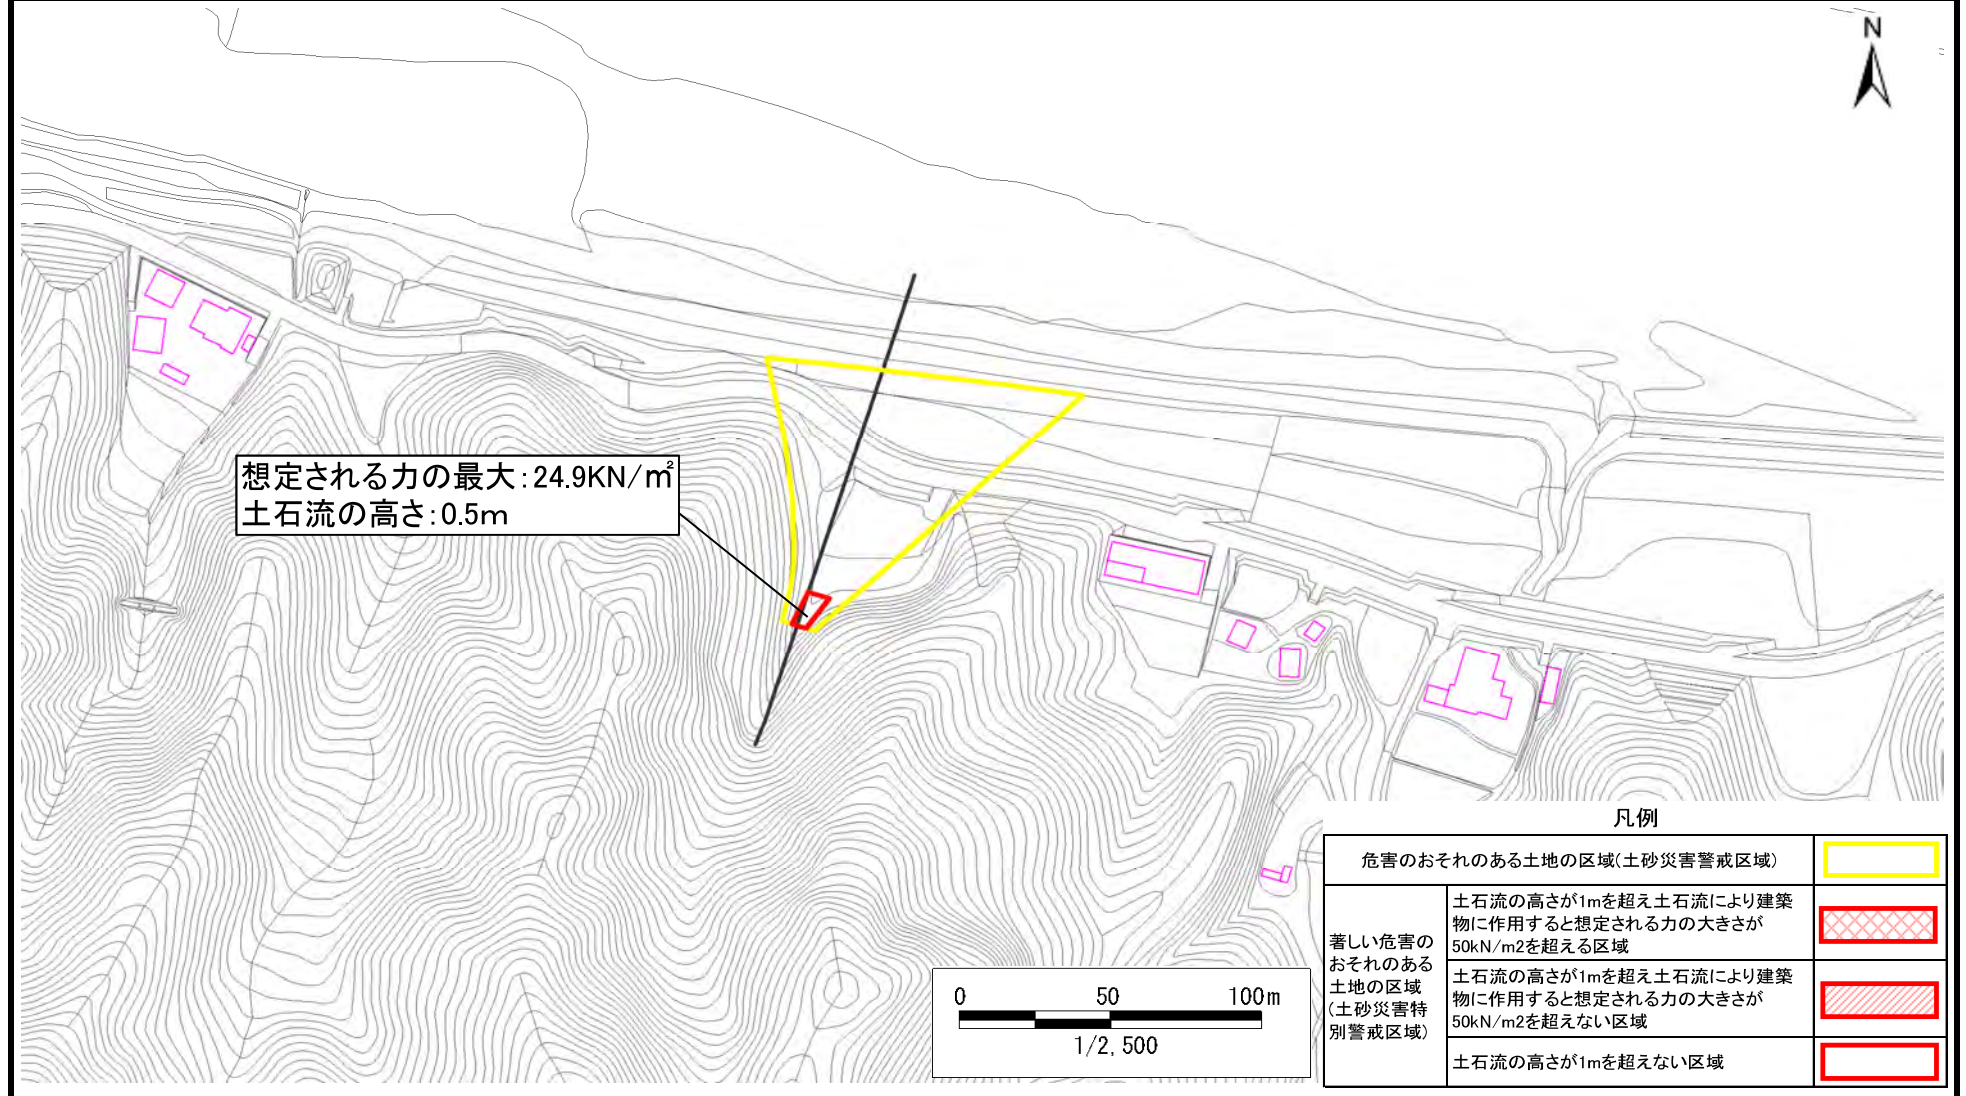 N
想定される力の最大:24.9KN/㎡
土石流の高さ:0.5m
凡例
危害のおそれのある土地の区域(土砂災害警戒区域)
著しい危害の
おそれのある
土地の区域
(土砂災害特
別警戒区域)
土石流の高さが1mを超え土石流により建築
物に作用すると想定される力の大きさが
50kN/m2を超える区域
土石流の高さが1mを超え土石流により建築
物に作用すると想定される力の大きさが
50kN/m2を超えない区域
土石流の高さが1mを超えない区域
0 50 100m
1/2,500